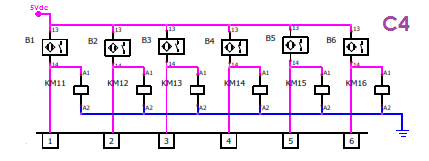 5Vdc
C4
13 13 13 13 13 13
B1 B2 B3 B4 B5 B6
14 14 14 14 14 14
A1 A1 A1 A1 A1 A1
KM11 KM12 KM13 KM14 KM15 KM16
A2 A2 A2 A2 A2 A2
1 2 3 4 5 6